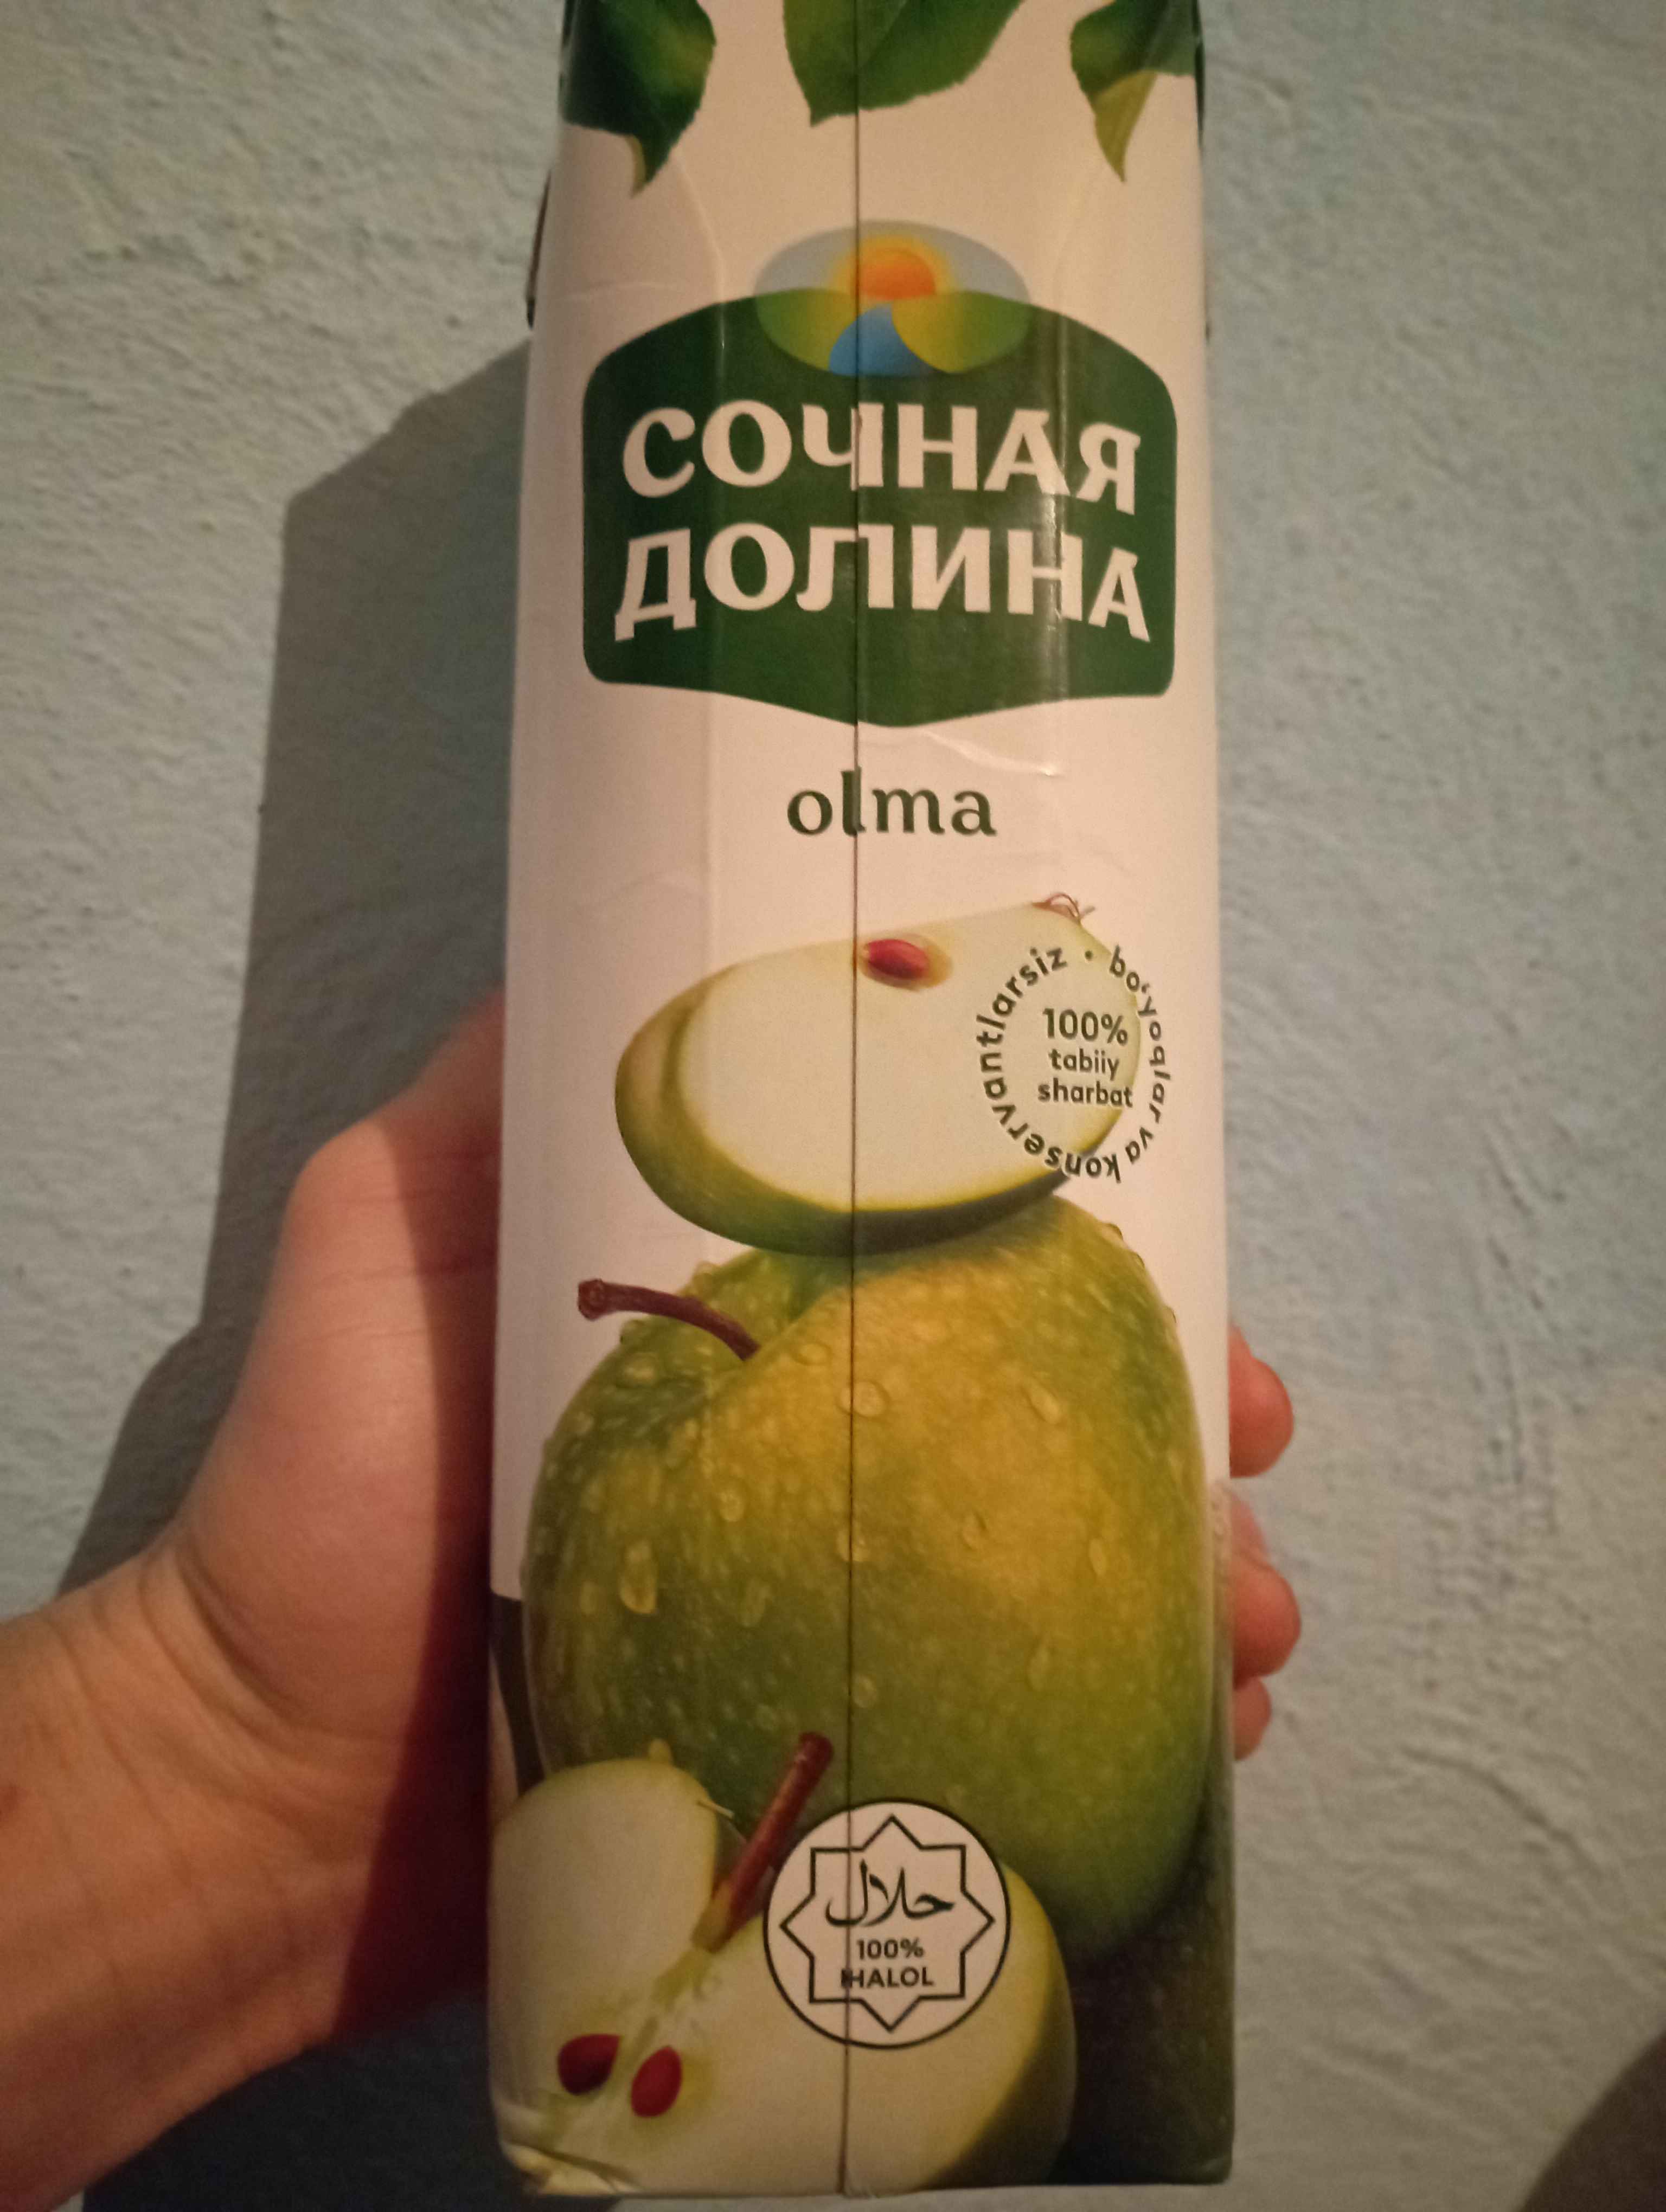 СОЧНАЯ
ДОЛИНА
olma
bo‘yoqlar va konservantlarsiz •
100%
tabiiy
sharbat
حلال
100%
HALOL